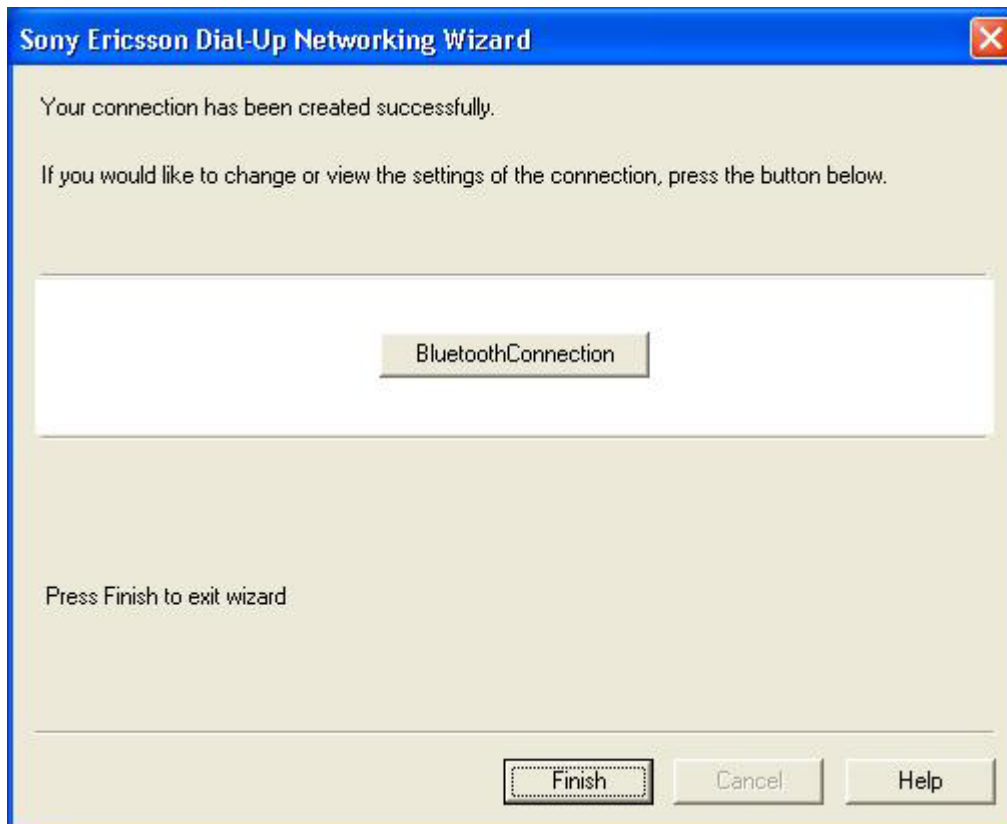 Sony Ericsson Dial-Up Networking Wizard
Your connection has been created successfully.
If you would like to change or view the settings of the connection, press the button below.
BluetoothConnection
Press Finish to exit wizard
Finish Cancel Help